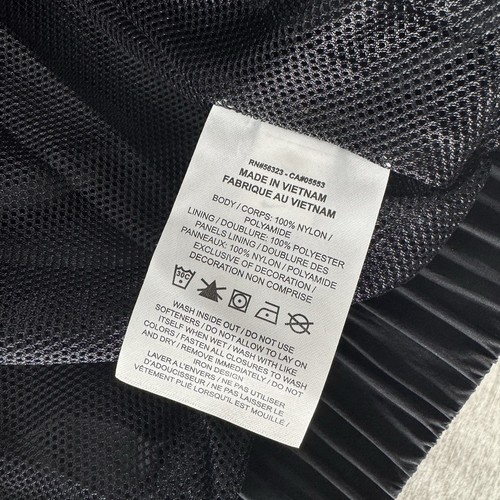 RN#56323 - CA#05553
MADE IN VIETNAM
FABRIQUE AU VIETNAM
BODY / CORPS: 100% NYLON /
POLYAMIDE
LINING / DOUBLURE: 100% POLYESTER
PANELS LINING / DOUBLURE DES
PANNEAUX: 100% NYLON / POLYAMIDE
EXCLUSIVE OF DECORATION /
DECORATION NON COMPRISE
30C
WASH INSIDE OUT / DO NOT USE
SOFTENERS / DO NOT ALLOW TO LAY ON
ITSELF WHEN WET / WASH WITH LIKE
COLORS / FASTEN ALL CLOSURES TO WASH
AND DRY / REMOVE IMMEDIATELY / DO NOT
IRON DESIGN
LAVER A L'ENVERS / NE PAS UTILISER
D'ADOUCISSEUR / NE PAS LAISSER LE
VÊTEMENT PLIÉ LORSQU'IL EST MOUILLÉ /